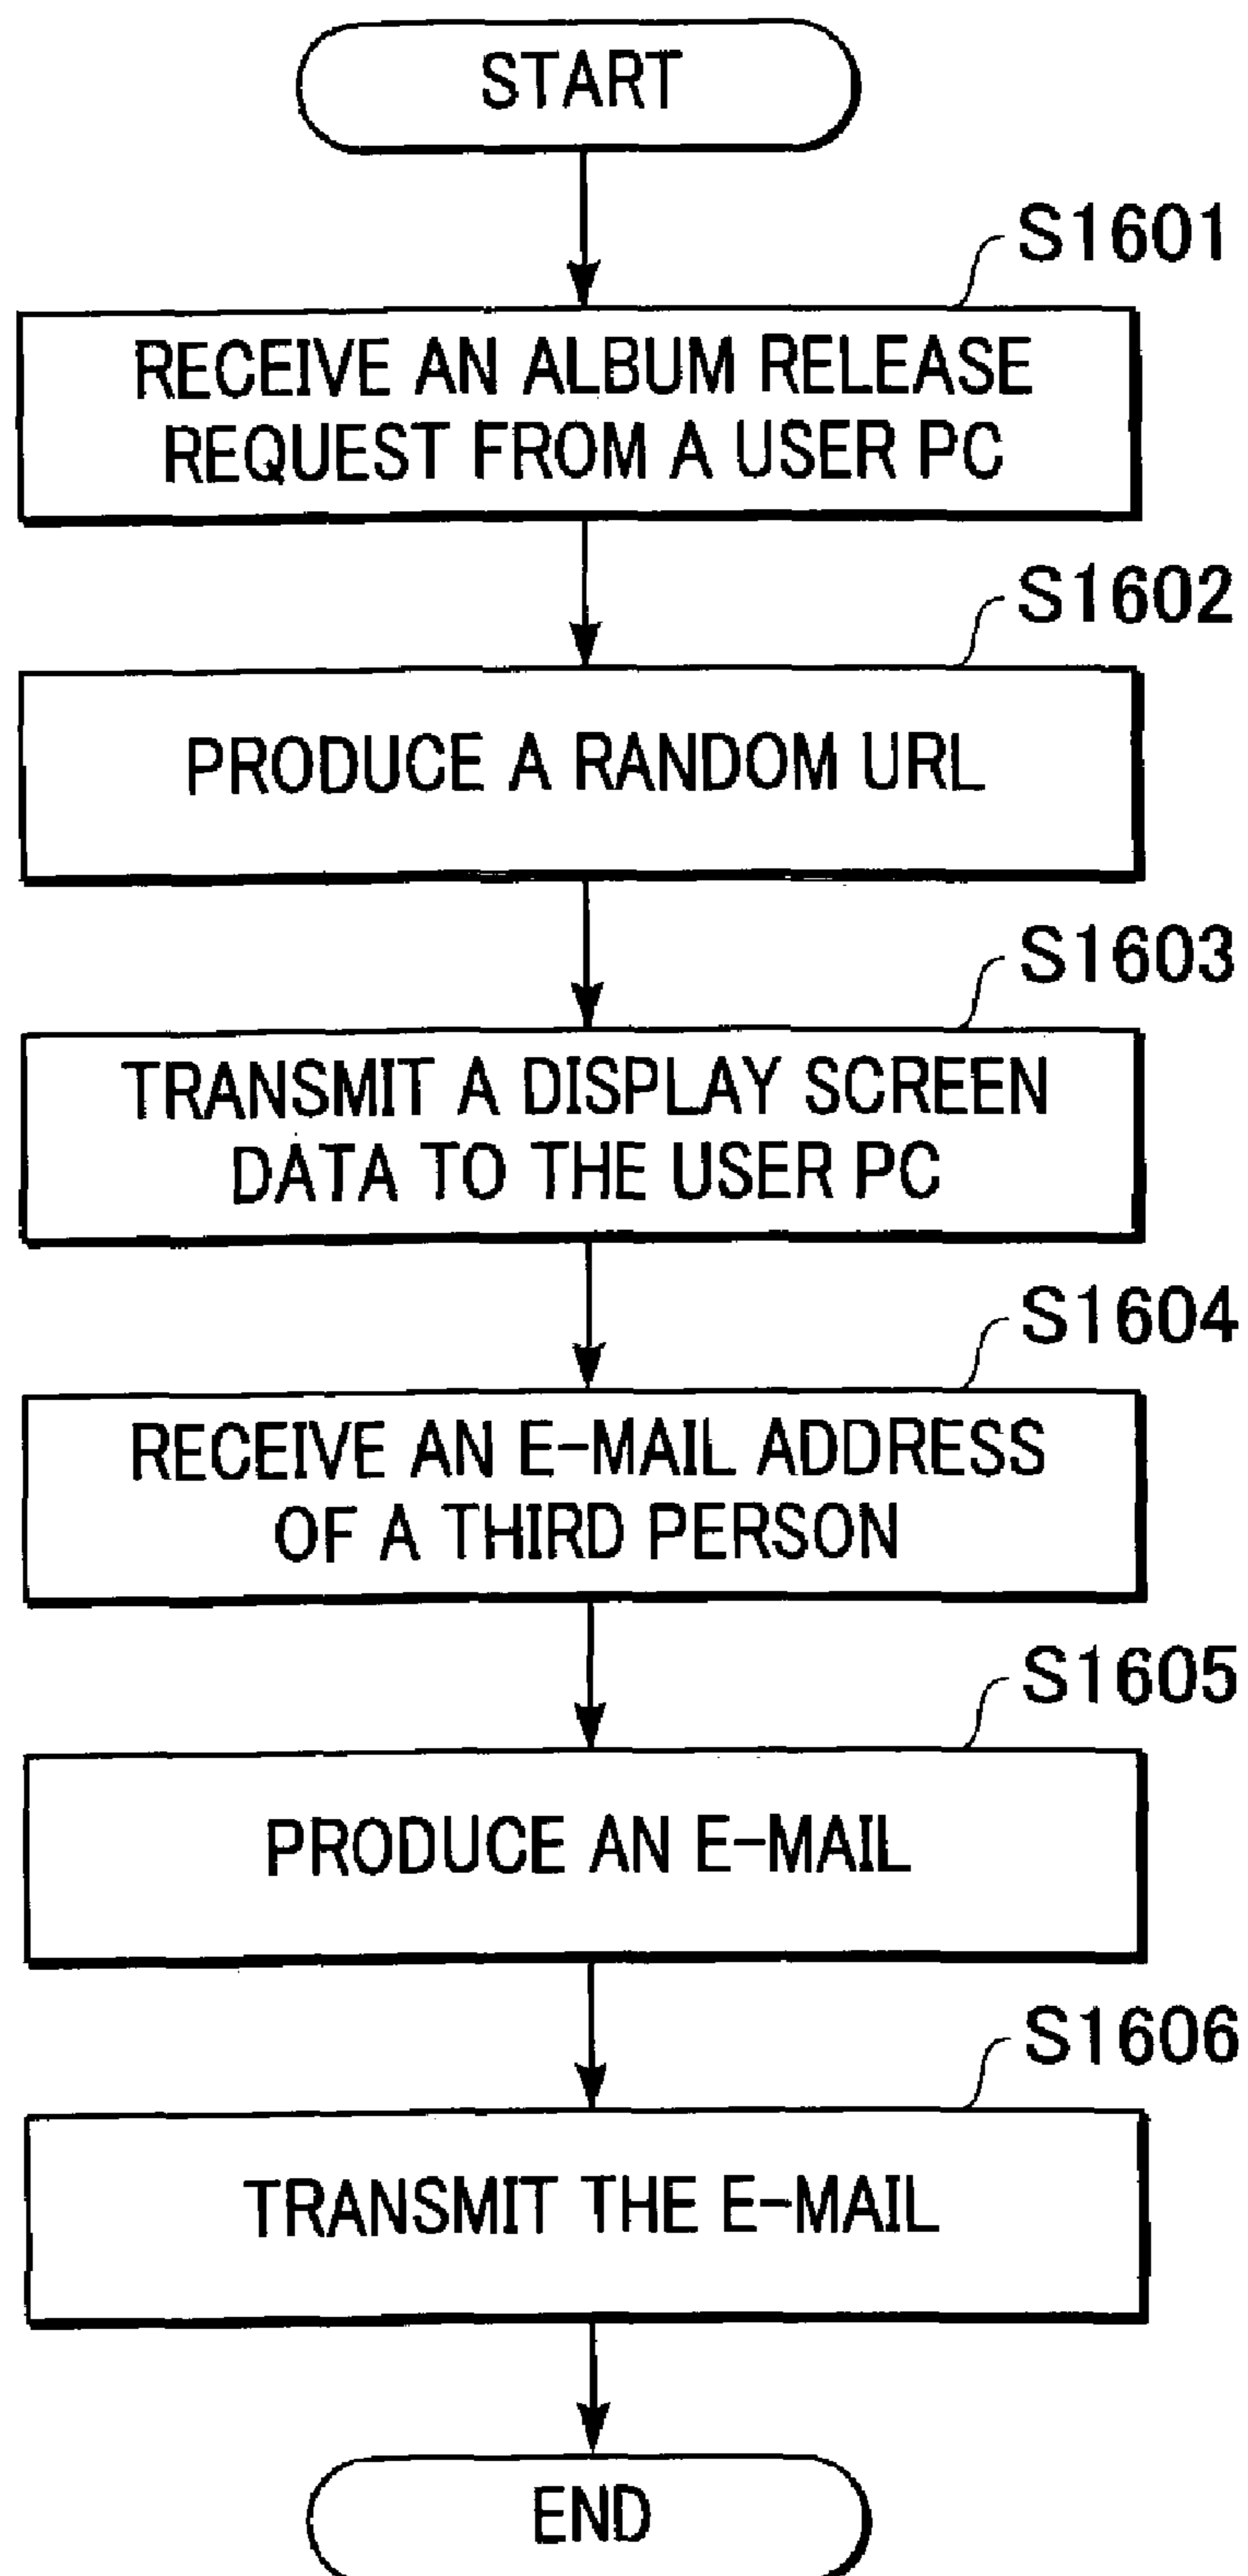 START
S1601
RECEIVE AN ALBUM RELEASE
REQUEST FROM A USER PC
S1602
PRODUCE A RANDOM URL
S1603
TRANSMIT A DISPLAY SCREEN
DATA TO THE USER PC
S1604
RECEIVE AN E-MAIL ADDRESS
OF A THIRD PERSON
S1605
PRODUCE AN E-MAIL
S1606
TRANSMIT THE E-MAIL
END